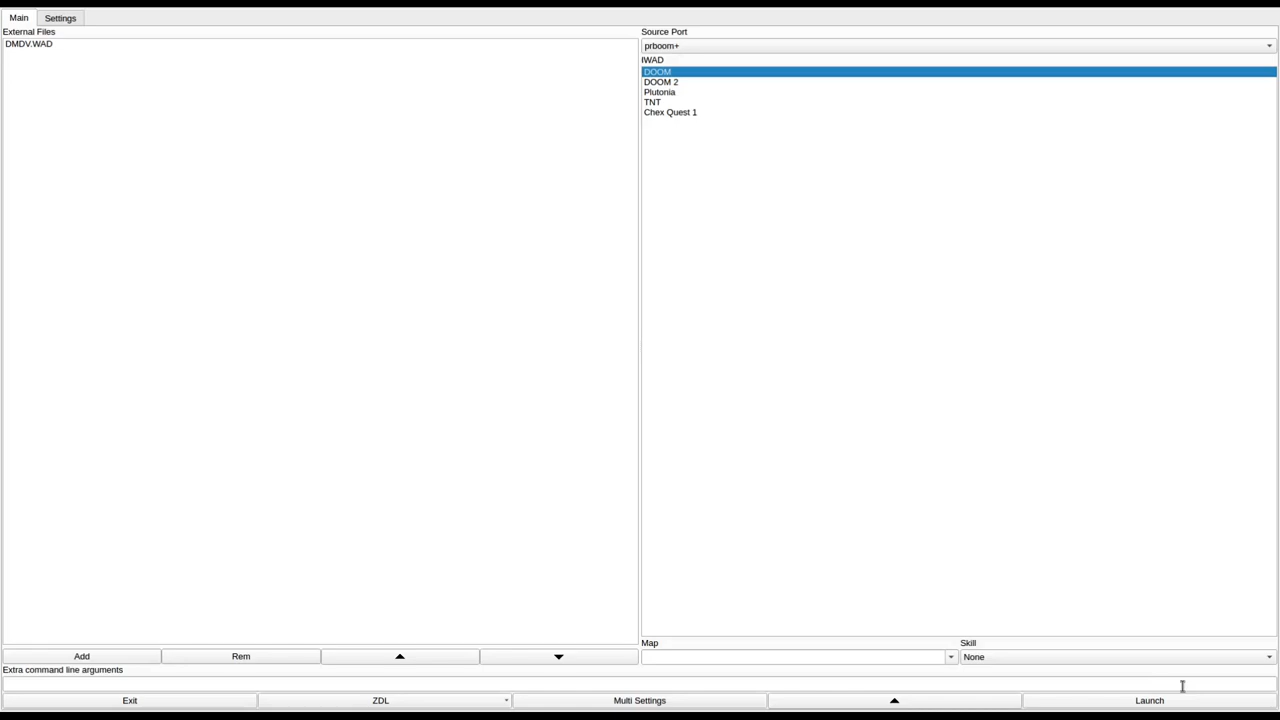 Main Settings
External Files
DMDV.WAD
Source Port
prboom+
IWAD
DOOM
DOOM 2
Plutonia
TNT
Chex Quest 1
Map Skill
None
Add Rem
Extra command line arguments
Exit ZDL Multi Settings Launch